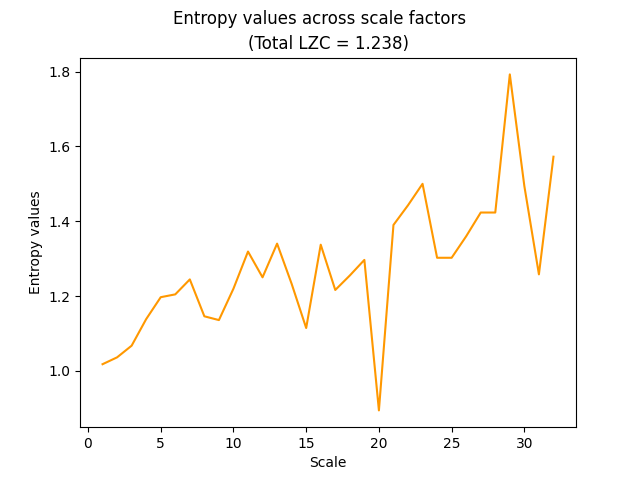 Entropy values across scale factors
(Total LZC = 1.238)
1.8
1.6
1.4
1.2
1.0
Entropy values
0 5 10 15 20 25 30
Scale